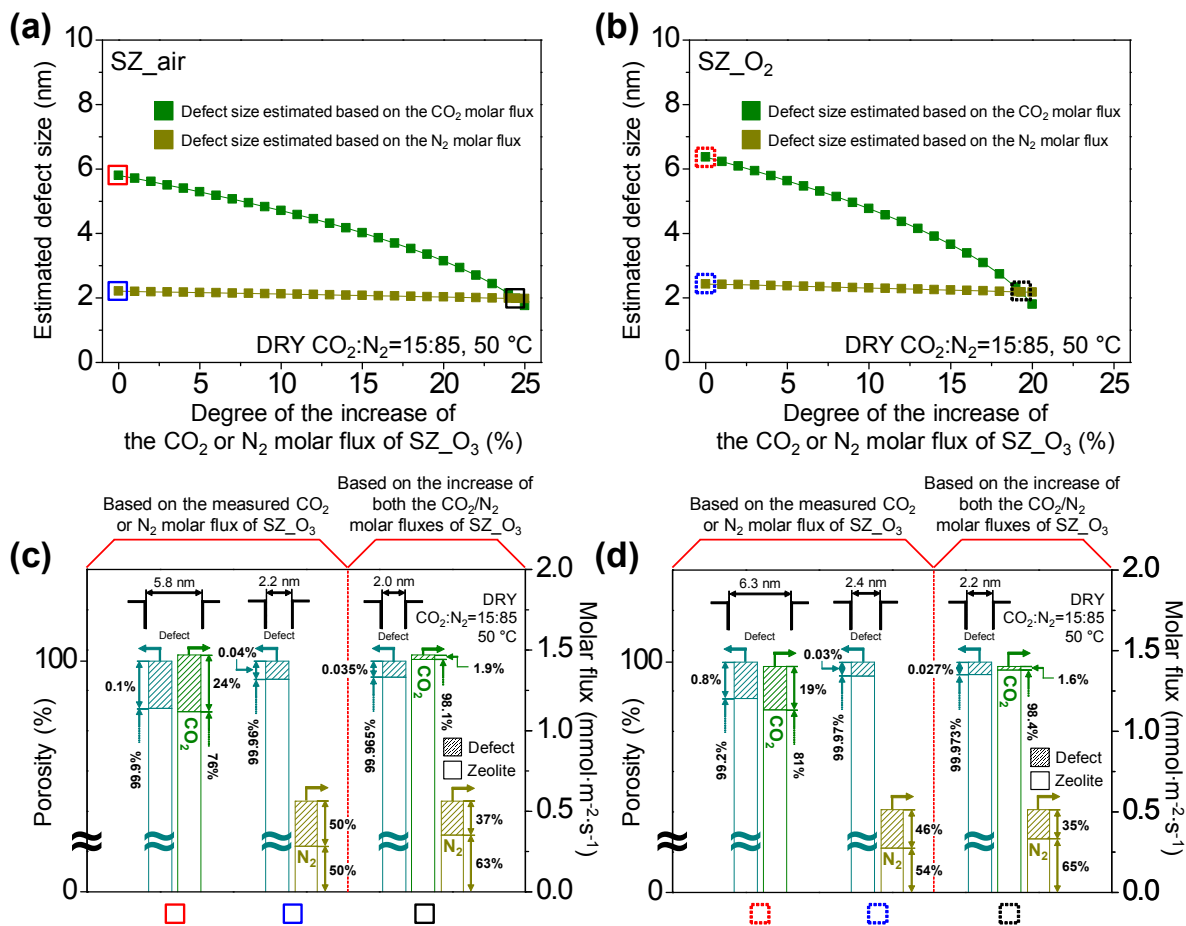 (a)
SZ_air
Defect size estimated based on the CO₂ molar flux
Defect size estimated based on the N₂ molar flux
DRY CO₂:N₂=15:85, 50 °C
Estimated defect size (nm)
10
8
6
4
2
0
0 5 10 15 20 25
Degree of the increase of
the CO₂ or N₂ molar flux of SZ_O₃ (%)
(b)
SZ_O₂
Defect size estimated based on the CO₂ molar flux
Defect size estimated based on the N₂ molar flux
DRY CO₂:N₂=15:85, 50 °C
Estimated defect size (nm)
10
8
6
4
2
0
0 5 10 15 20 25
Degree of the increase of
the CO₂ or N₂ molar flux of SZ_O₃ (%)
(c)
Based on the measured CO₂
or N₂ molar flux of SZ_O₃
Based on the increase of
both the CO₂/N₂
molar fluxes of SZ_O₃
Porosity (%)
100
0
Molar flux (mmol·m⁻²·s⁻¹)
2.0
1.5
1.0
0.5
0.0
5.8 nm
Defect
2.2 nm
Defect
2.0 nm
Defect
DRY
CO₂:N₂=15:85
50 °C
0.1%
99.6%
24%
CO₂
76%
0.04%
99.96%
50%
N₂
50%
0.035%
99.965%
1.9%
CO₂
98.1%
Defect
Zeolite
37%
N₂
63%
(d)
Based on the measured CO₂
or N₂ molar flux of SZ_O₃
Based on the increase of
both the CO₂/N₂
molar fluxes of SZ_O₃
Porosity (%)
100
0
Molar flux (mmol·m⁻²·s⁻¹)
2.0
1.5
1.0
0.5
0.0
6.3 nm
Defect
2.4 nm
Defect
2.2 nm
Defect
DRY
CO₂:N₂=15:85
50 °C
0.8%
99.2%
19%
CO₂
81%
0.03%
99.97%
46%
N₂
54%
0.027%
99.973%
1.6%
CO₂
98.4%
Defect
Zeolite
35%
N₂
65%